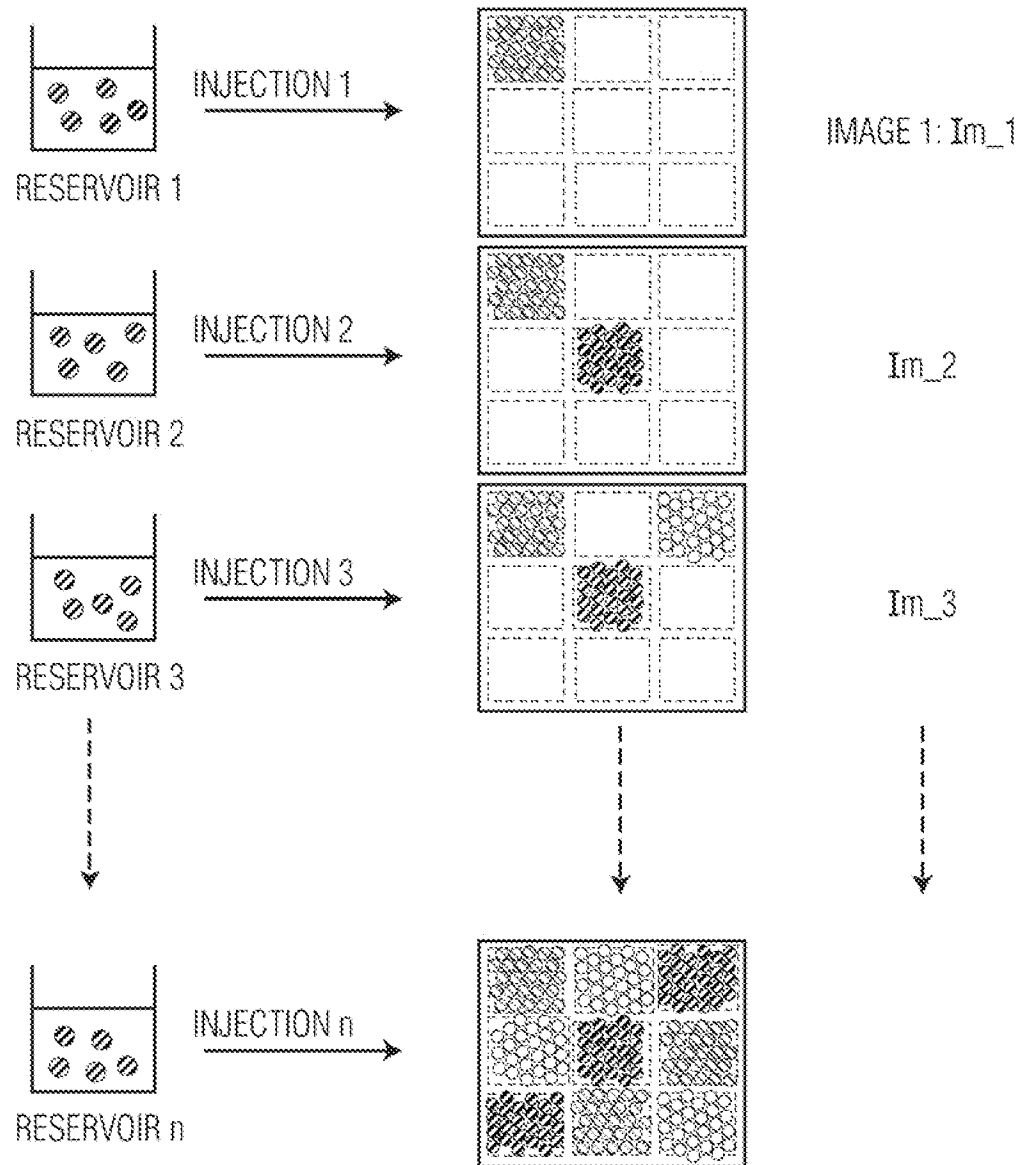 INJECTION 1
IMAGE 1: Im_1
RESERVOIR 1
INJECTION 2
Im_2
RESERVOIR 2
INJECTION 3
Im_3
RESERVOIR 3
INJECTION n
RESERVOIR n